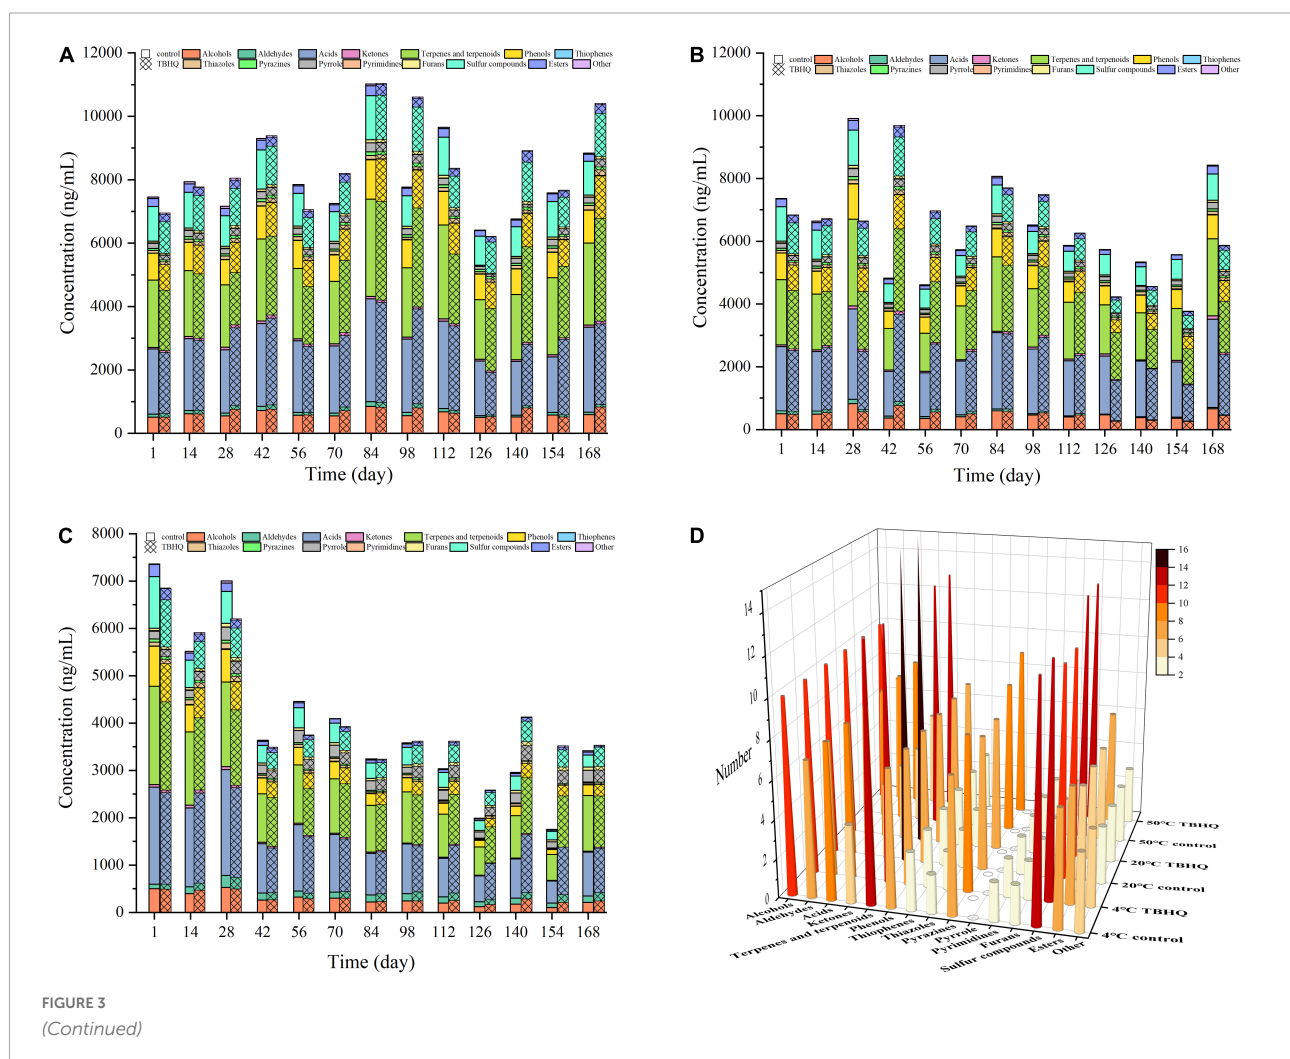 A
12000
10000
8000
6000
4000
2000
0
Concentration (ng/mL)
control Alcohols Aldehydes Acids Ketones Terpenes and terpenoids Phenols Thiophenes
TBHQ Thiazoles Pyrazines Pyrrole Pyrimidines Furans Sulfur compounds Esters Other
1 14 28 42 56 70 84 98 112 126 140 154 168
Time (day)
B
12000
10000
8000
6000
4000
2000
0
Concentration (ng/mL)
control Alcohols Aldehydes Acids Ketones Terpenes and terpenoids Phenols Thiophenes
TBHQ Thiazoles Pyrazines Pyrrole Pyrimidines Furans Sulfur compounds Esters Other
1 14 28 42 56 70 84 98 112 126 140 154 168
Time (day)
C
8000
7000
6000
5000
4000
3000
2000
1000
0
Concentration (ng/mL)
control Alcohols Aldehydes Acids Ketones Terpenes and terpenoids Phenols Thiophenes
TBHQ Thiazoles Pyrazines Pyrrole Pyrimidines Furans Sulfur compounds Esters Other
1 14 28 42 56 70 84 98 112 126 140 154 168
Time (day)
D
14
12
10
8
6
4
2
0
Number
16
14
12
10
8
6
4
2
Alcohols
Aldehydes
Acids
Ketones
Terpenes and terpenoids
Phenols
Thiophenes
Thiazoles
Pyrazines
Pyrrole
Pyrimidines
Furans
Sulfur compounds
Esters
Other
50°C TBHQ
50°C control
20°C TBHQ
20°C control
4°C TBHQ
4°C control
FIGURE 3
(Continued)